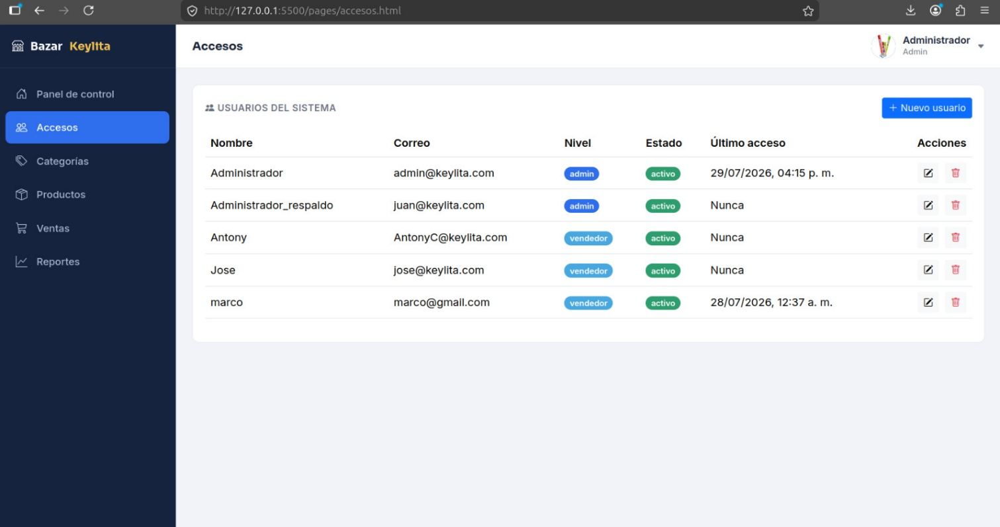 http://127.0.0.1:5500/pages/accesos.html
Bazar Keylita
Accesos
Administrador
Admin
Panel de control
Accesos
Categorías
Productos
Ventas
Reportes
USUARIOS DEL SISTEMA
+ Nuevo usuario
Nombre Correo Nivel Estado Último acceso Acciones
Administrador admin@keylita.com admin activo 29/07/2026, 04:15 p. m.
Administrador_respaldo juan@keylita.com admin activo Nunca
Antony AntonyC@keylita.com vendedor activo Nunca
Jose jose@keylita.com vendedor activo Nunca
marco marco@gmail.com vendedor activo 28/07/2026, 12:37 a. m.